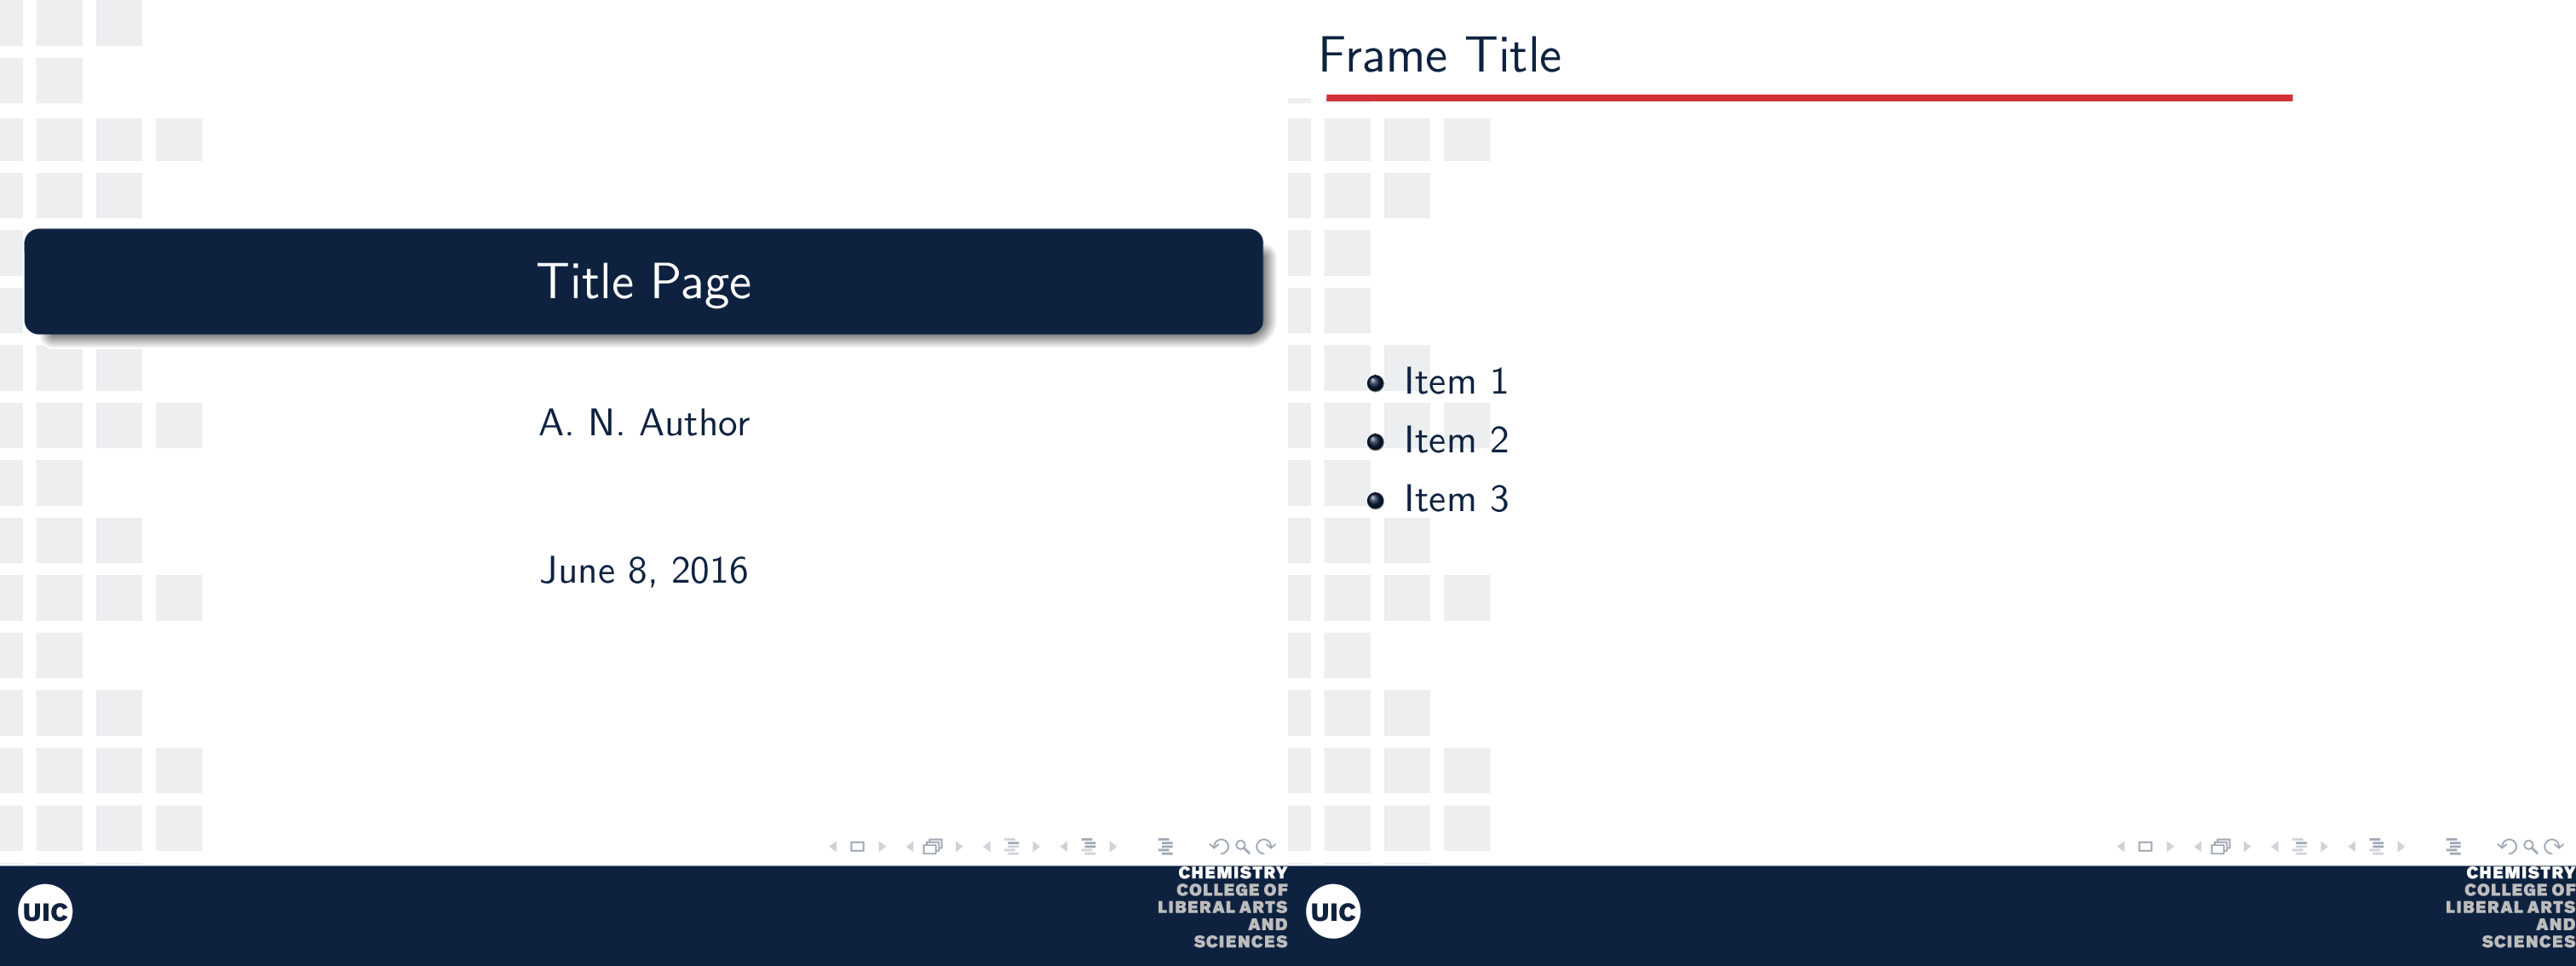 Title Page
A. N. Author
June 8, 2016
UIC
CHEMISTRY
COLLEGE OF
LIBERAL ARTS
AND
SCIENCES
Frame Title
Item 1
Item 2
Item 3
UIC
CHEMISTRY
COLLEGE OF
LIBERAL ARTS
AND
SCIENCES